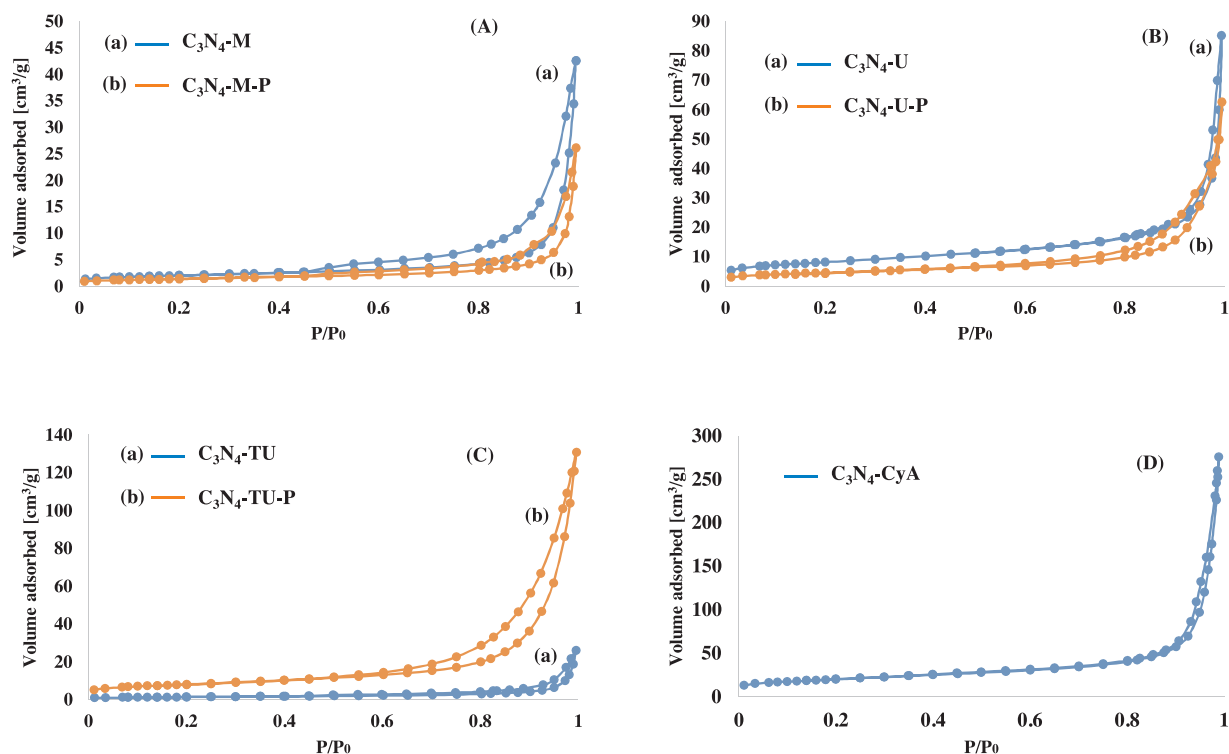 (A)
(a) C₃N₄-M
(b) C₃N₄-M-P
(a)
(b)
Volume adsorbed [cm³/g]
50
45
40
35
30
25
20
15
10
5
0
0.2
0.4
0.6
0.8
1
P/P₀
(B)
(a) C₃N₄-U
(b) C₃N₄-U-P
(a)
(b)
Volume adsorbed [cm³/g]
90
80
70
60
50
40
30
20
10
0
0
0.2
0.4
0.6
0.8
1
P/P₀
(C)
(a) C₃N₄-TU
(b) C₃N₄-TU-P
(b)
(a)
Volume adsorbed [cm³/g]
140
120
100
80
60
40
20
0
0
0.2
0.4
0.6
0.8
1
P/P₀
(D)
C₃N₄-CyA
Volume adsorbed [cm³/g]
300
250
200
150
100
50
0
0
0.2
0.4
0.6
0.8
1
P/P₀